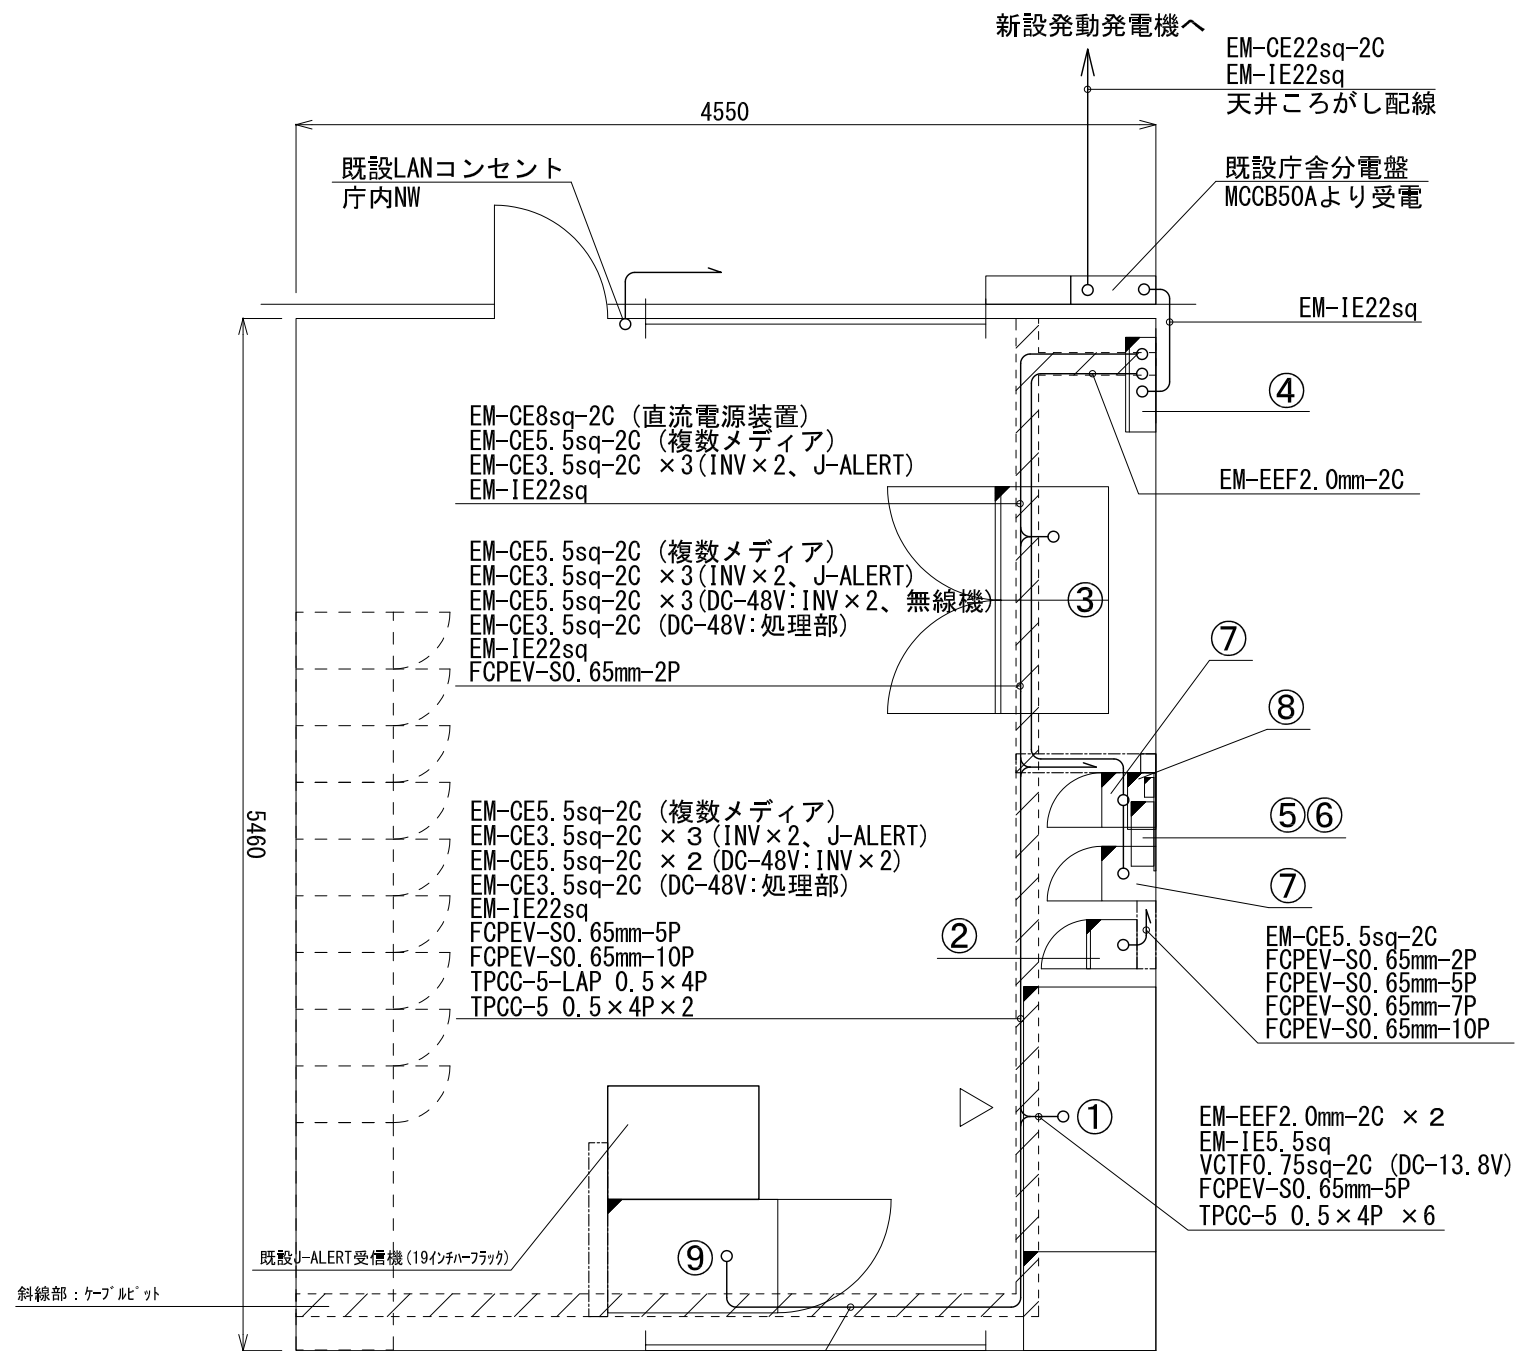 新設発動発電機へ
EM-CE22sq-2C
EM-IE22sq
天井ころがし配線
4550
既設LANコンセント
庁内NW
既設庁舎分電盤
MCCB50Aより受電
EM-IE22sq
④
EM-CE8sq-2C (直流電源装置)
EM-CE5.5sq-2C (複数メディア)
EM-CE3.5sq-2C ×3(INV×2、J-ALERT)
EM-IE22sq
EM-EEF2.0mm-2C
EM-CE5.5sq-2C (複数メディア)
EM-CE3.5sq-2C ×3(INV×2、J-ALERT)
EM-CE5.5sq-2C ×3(DC-48V:INV×2、無線機)
EM-CE3.5sq-2C (DC-48V:処理部)
EM-IE22sq
FCPEV-S0.65mm-2P
③
⑦
⑧
5460
EM-CE5.5sq-2C (複数メディア)
EM-CE3.5sq-2C ×３(INV×2、J-ALERT)
EM-CE5.5sq-2C ×２(DC-48V:INV×2)
EM-CE3.5sq-2C (DC-48V:処理部)
EM-IE22sq
FCPEV-S0.65mm-5P
FCPEV-S0.65mm-10P
TPCC-5-LAP 0.5×4P
TPCC-5 0.5×4P×2
⑤⑥
⑦
②
EM-CE5.5sq-2C
FCPEV-S0.65mm-2P
FCPEV-S0.65mm-5P
FCPEV-S0.65mm-7P
FCPEV-S0.65mm-10P
①
EM-EEF2.0mm-2C ×２
EM-IE5.5sq
VCTF0.75sq-2C (DC-13.8V)
FCPEV-S0.65mm-5P
TPCC-5 0.5×4P ×6
既設J-ALERT受信機(19ｲﾝﾁﾊｰﾌﾗｯｸ)
⑨
斜線部：ｹｰﾌﾞﾙﾋﾟｯﾄ